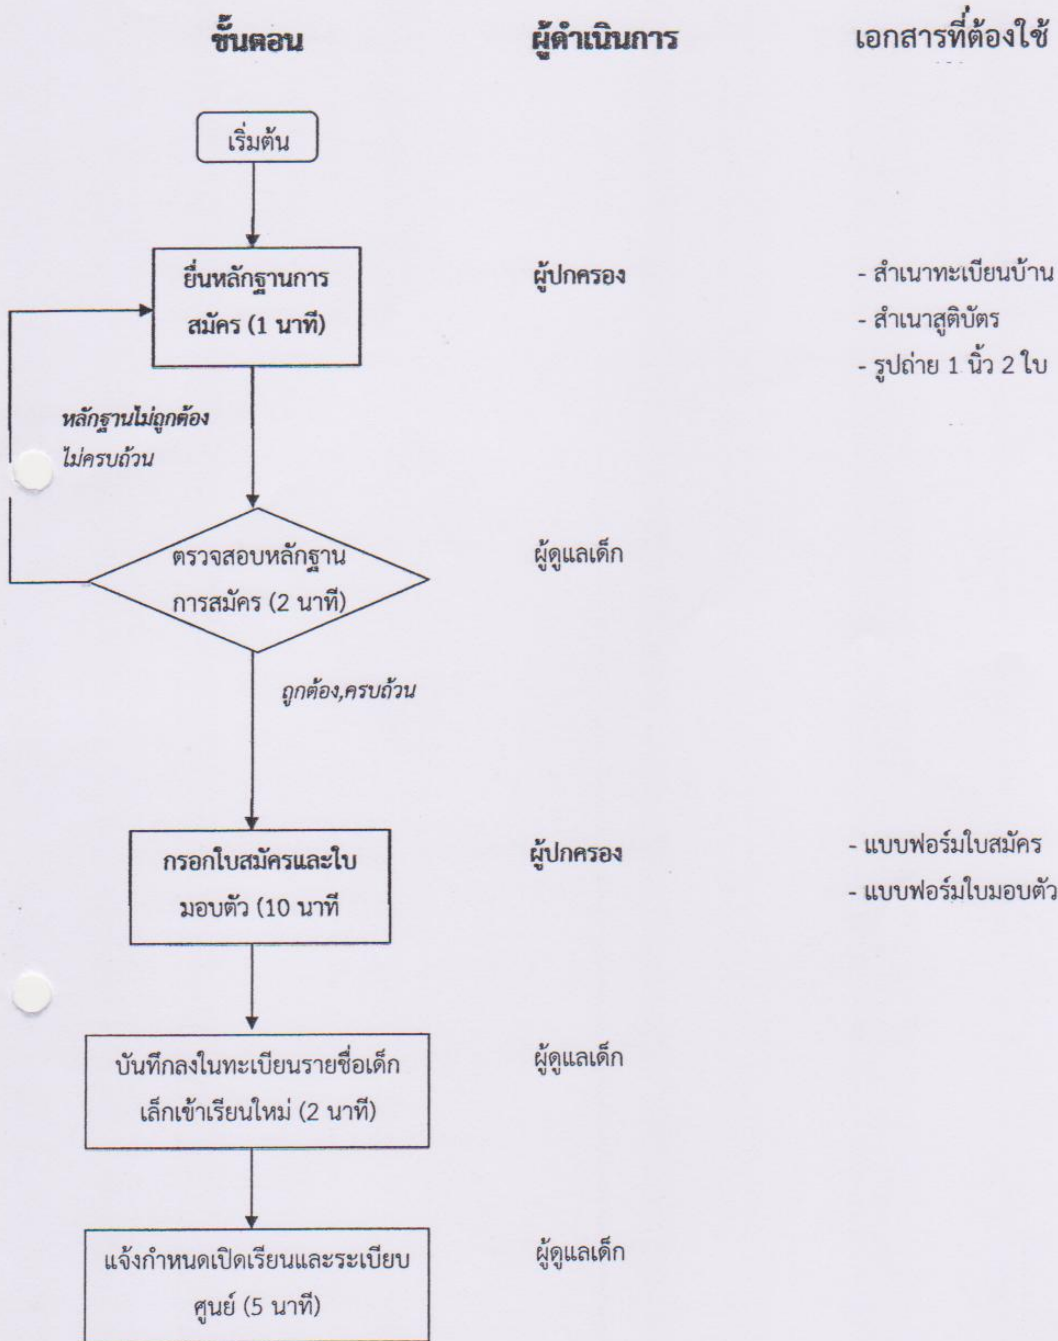 ขั้นตอน ผู้ดำเนินการ เอกสารที่ต้องใช้
เริ่มต้น
ยื่นหลักฐานการ ผู้ปกครอง - สำเนาทะเบียนบ้าน
สมัคร (1 นาที) - สำเนาสูติบัตร
- รูปถ่าย 1 นิ้ว 2 ใบ
หลักฐานไม่ถูกต้อง
ไม่ครบถ้วน
ตรวจสอบหลักฐาน ผู้ดูแลเด็ก
การสมัคร (2 นาที)
ถูกต้อง,ครบถ้วน
กรอกใบสมัครและใบ ผู้ปกครอง - แบบฟอร์มใบสมัคร
มอบตัว (10 นาที - แบบฟอร์มใบมอบตัว
บันทึกลงในทะเบียนรายชื่อเด็ก ผู้ดูแลเด็ก
เล็กเข้าเรียนใหม่ (2 นาที)
แจ้งกำหนดเปิดเรียนและระเบียบ ผู้ดูแลเด็ก
ศูนย์ (5 นาที)